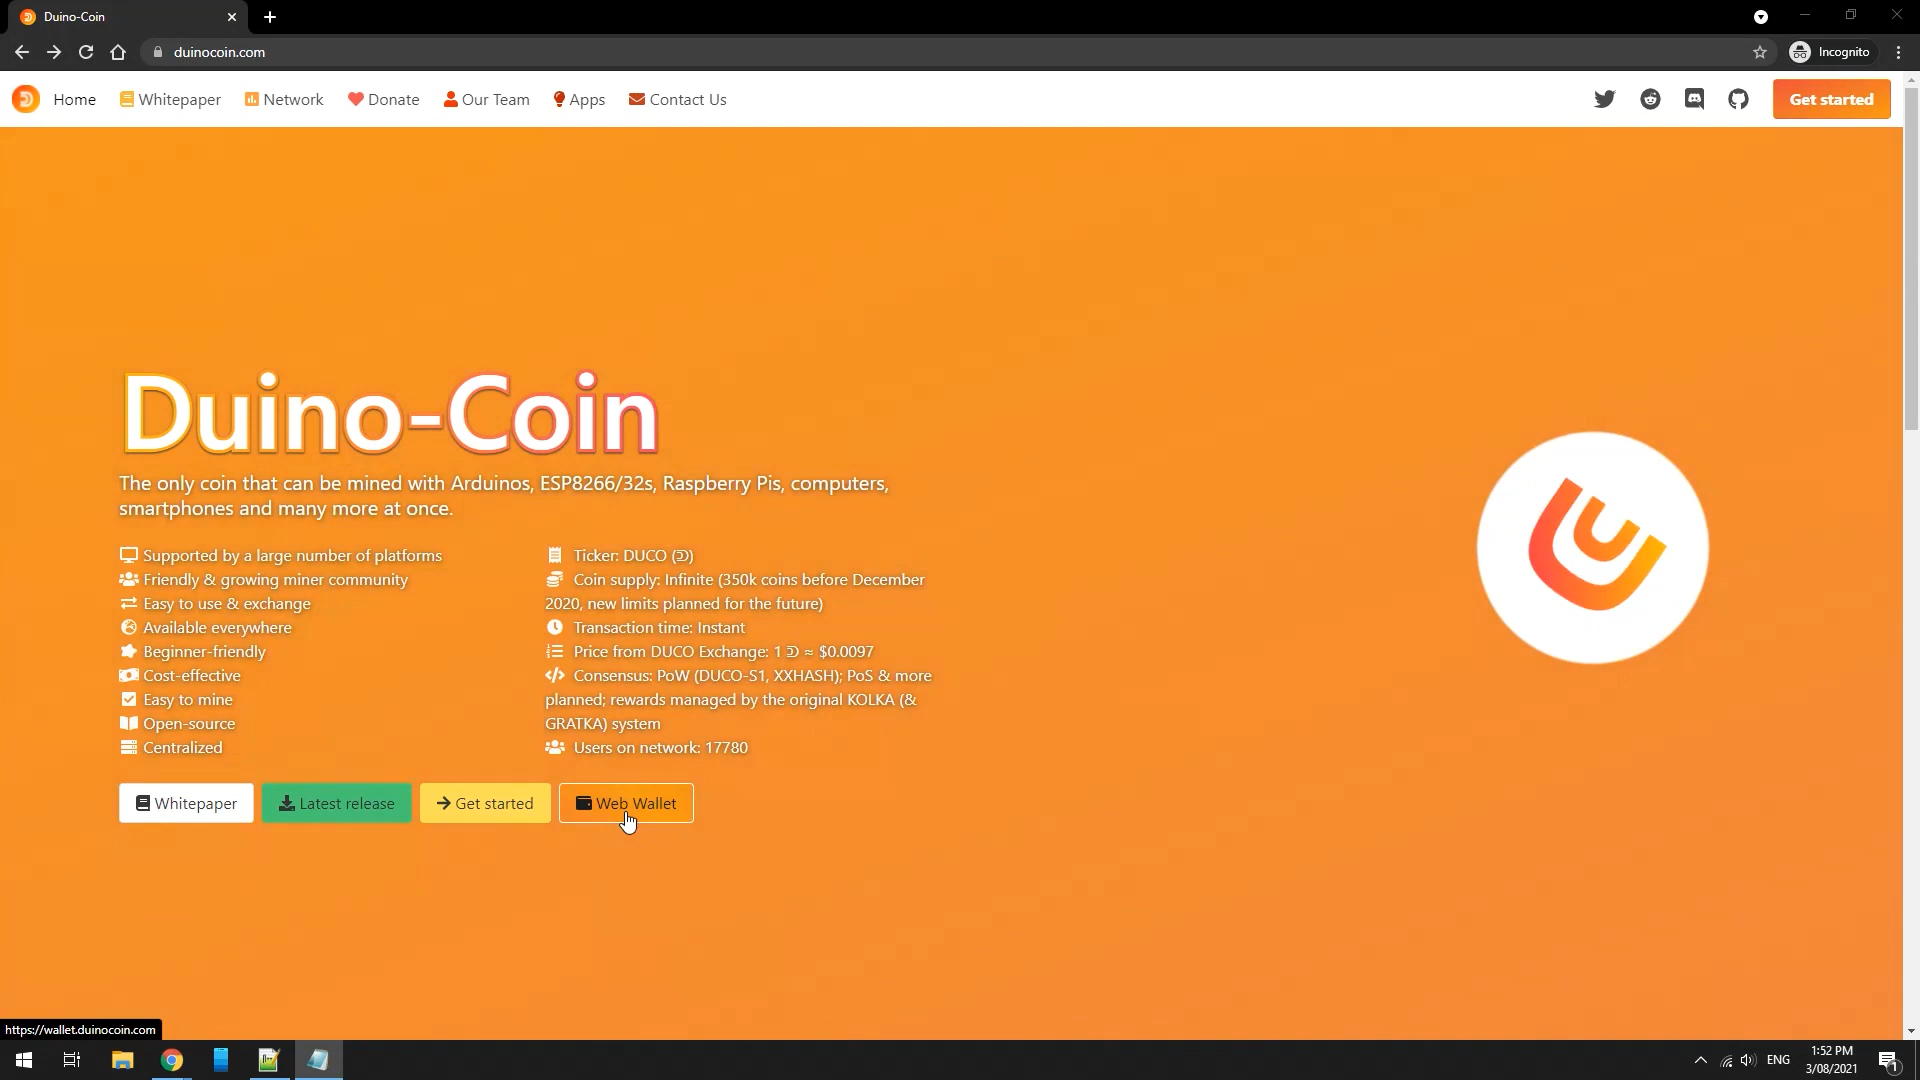 Duino-Coin
duinocoin.com
Incognito
Home Whitepaper Network Donate Our Team Apps Contact Us Get started
Duino-Coin
The only coin that can be mined with Arduinos, ESP8266/32s, Raspberry Pis, computers,
smartphones and many more at once.
Supported by a large number of platforms
Friendly & growing miner community
Easy to use & exchange
Available everywhere
Beginner-friendly
Cost-effective
Easy to mine
Open-source
Centralized
Ticker: DUCO (ᕲ)
Coin supply: Infinite (350k coins before December
2020, new limits planned for the future)
Transaction time: Instant
Price from DUCO Exchange: 1 ᕲ ≈ $0.0097
Consensus: PoW (DUCO-S1, XXHASH); PoS & more
planned; rewards managed by the original KOLKA (&
GRATKA) system
Users on network: 17780
Whitepaper Latest release Get started Web Wallet
https://wallet.duinocoin.com
ENG
1:52 PM
3/08/2021
1